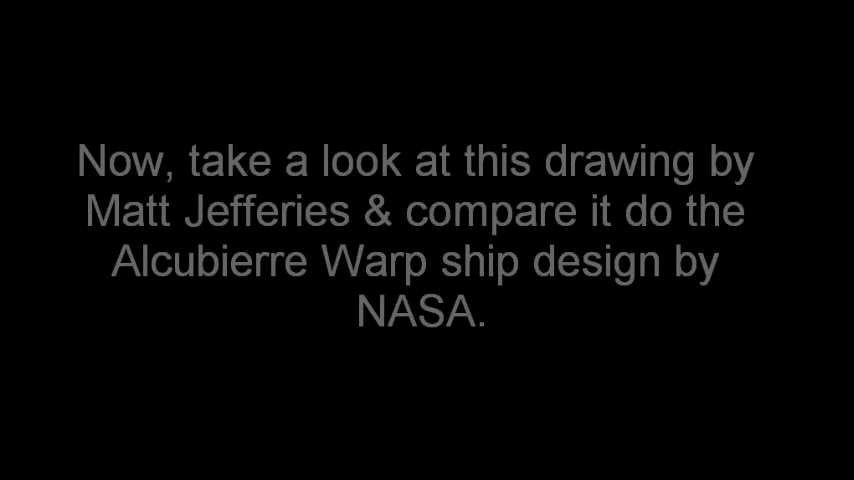 Now, take a look at this drawing by
Matt Jefferies & compare it do the
Alcubierre Warp ship design by
NASA.